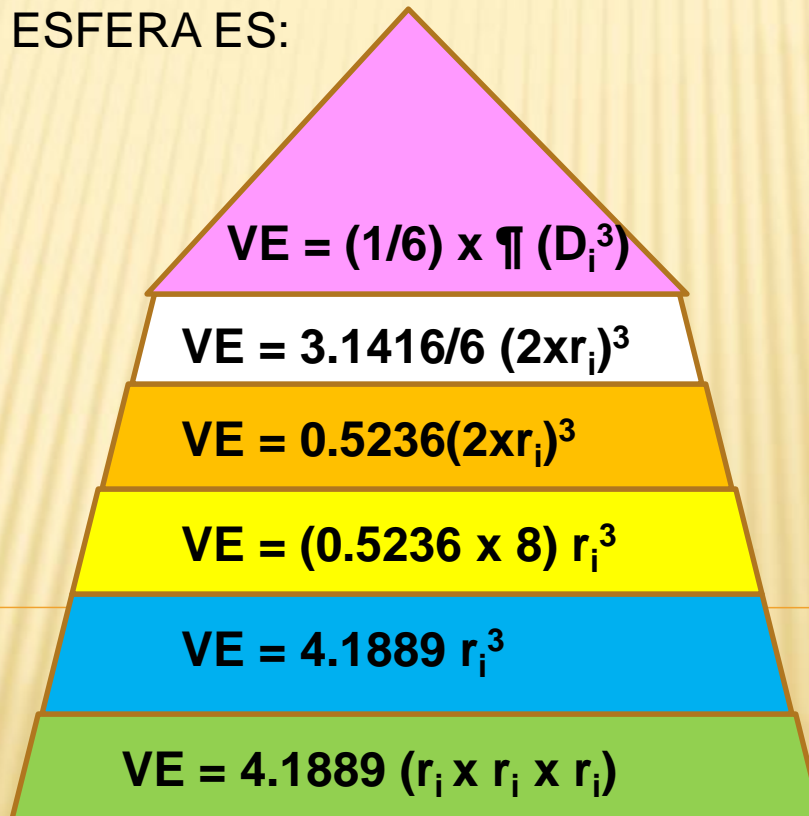 ESFERA ES:
VE = (1/6) x ¶ (Dᵢ³)
VE = 3.1416/6 (2xrᵢ)³
VE = 0.5236(2xrᵢ)³
VE = (0.5236 x 8) rᵢ³
VE = 4.1889 rᵢ³
VE = 4.1889 (rᵢ x rᵢ x rᵢ)